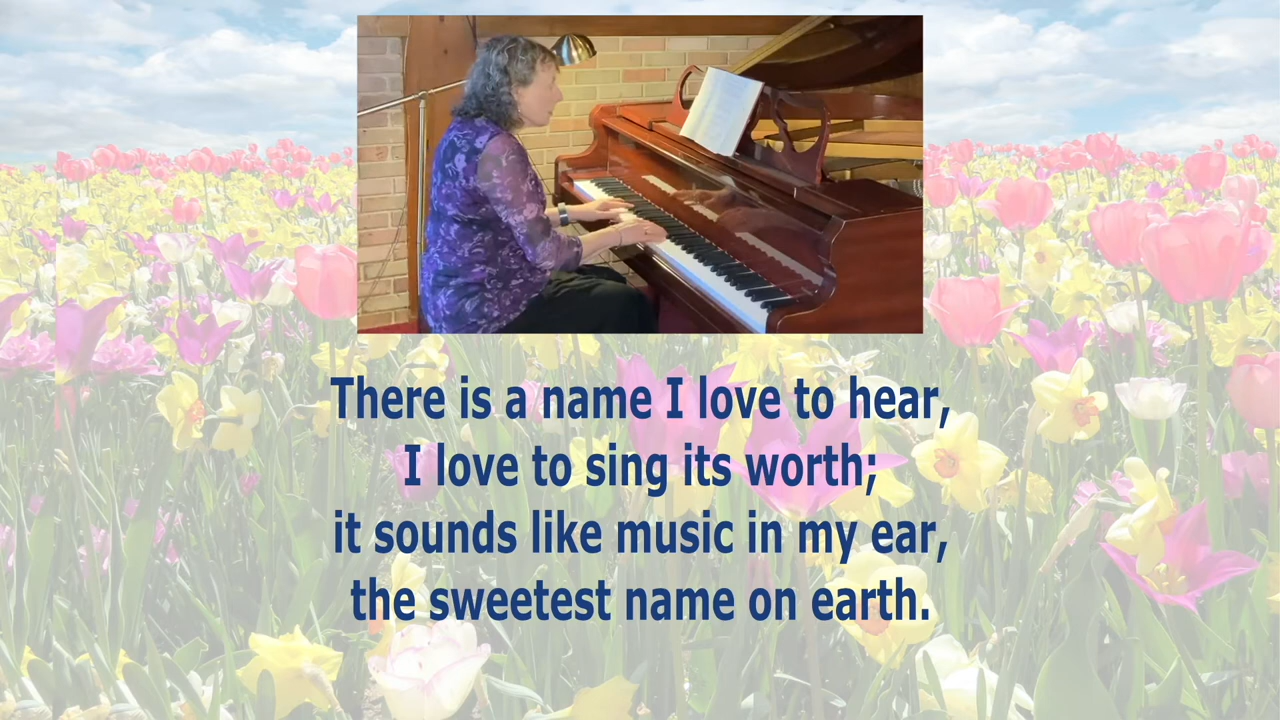 There is a name I love to hear,
I love to sing its worth;
it sounds like music in my ear,
the sweetest name on earth.